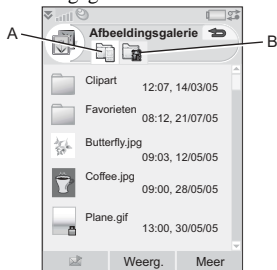 A
B
Afbeeldingsgalerie
Clipart
12:07, 14/03/05
Favorieten
08:12, 21/07/05
Butterfly.jpg
09:03, 12/05/05
Coffee.jpg
09:00, 28/05/05
Plane.gif
13:00, 30/05/05
Weerg. Meer